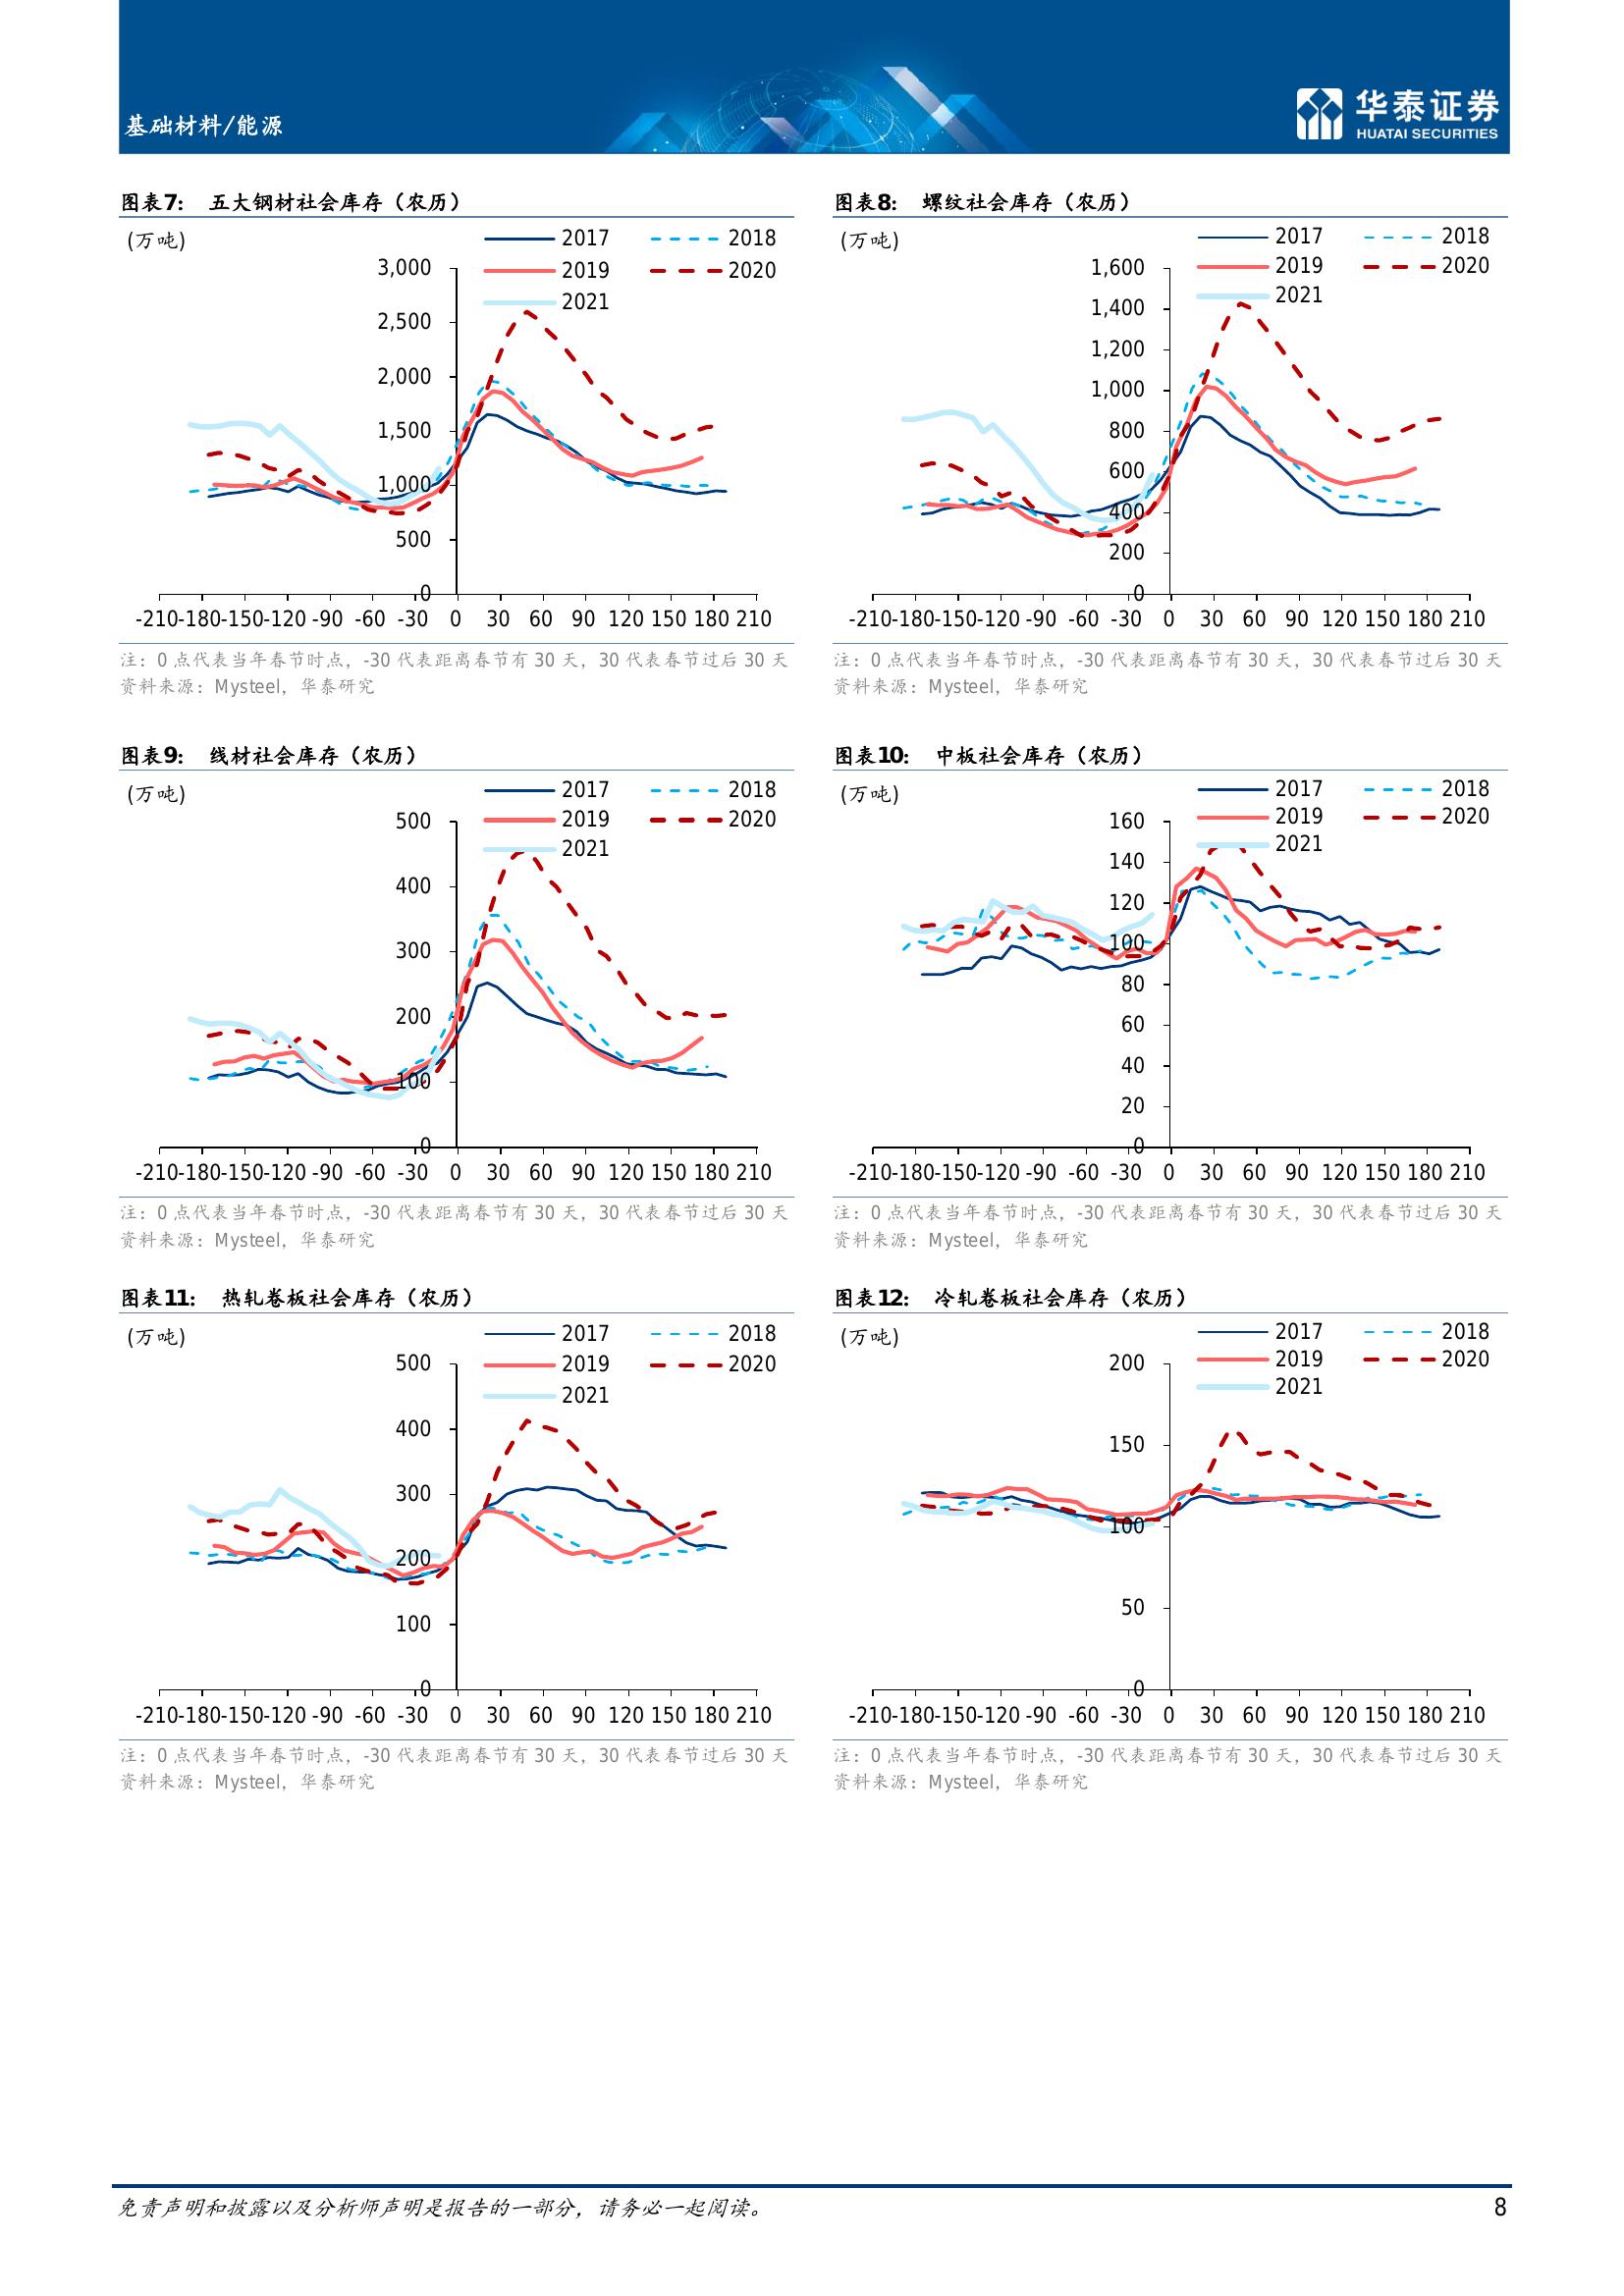 基础材料/能源
华泰证券
HUATAI SECURITIES
图表7: 五大钢材社会库存（农历）
(万吨)
2017 2018
2019 2020
2021
3,000
2,500
2,000
1,500
1,000
500
0
-210 -180 -150 -120 -90 -60 -30 0 30 60 90 120 150 180 210
注：0 点代表当年春节时点，-30 代表距离春节有 30 天，30 代表春节过后 30 天
资料来源：Mysteel，华泰研究
图表8: 螺纹社会库存（农历）
(万吨)
2017 2018
2019 2020
2021
1,600
1,400
1,200
1,000
800
600
400
200
0
-210 -180 -150 -120 -90 -60 -30 0 30 60 90 120 150 180 210
注：0 点代表当年春节时点，-30 代表距离春节有 30 天，30 代表春节过后 30 天
资料来源：Mysteel，华泰研究
图表9: 线材社会库存（农历）
(万吨)
2017 2018
2019 2020
2021
500
400
300
200
100
0
-210 -180 -150 -120 -90 -60 -30 0 30 60 90 120 150 180 210
注：0 点代表当年春节时点，-30 代表距离春节有 30 天，30 代表春节过后 30 天
资料来源：Mysteel，华泰研究
图表10: 中板社会库存（农历）
(万吨)
2017 2018
2019 2020
2021
160
140
120
100
80
60
40
20
0
-210 -180 -150 -120 -90 -60 -30 0 30 60 90 120 150 180 210
注：0 点代表当年春节时点，-30 代表距离春节有 30 天，30 代表春节过后 30 天
资料来源：Mysteel，华泰研究
图表11: 热轧卷板社会库存（农历）
(万吨)
2017 2018
2019 2020
2021
500
400
300
200
100
0
-210 -180 -150 -120 -90 -60 -30 0 30 60 90 120 150 180 210
注：0 点代表当年春节时点，-30 代表距离春节有 30 天，30 代表春节过后 30 天
资料来源：Mysteel，华泰研究
图表12: 冷轧卷板社会库存（农历）
(万吨)
2017 2018
2019 2020
2021
200
150
100
50
0
-210 -180 -150 -120 -90 -60 -30 0 30 60 90 120 150 180 210
注：0 点代表当年春节时点，-30 代表距离春节有 30 天，30 代表春节过后 30 天
资料来源：Mysteel，华泰研究
免责声明和披露以及分析师声明是报告的一部分，请务必一起阅读。 8